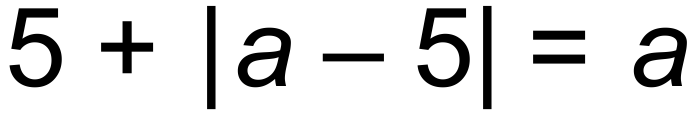 5 + |a – 5| = a